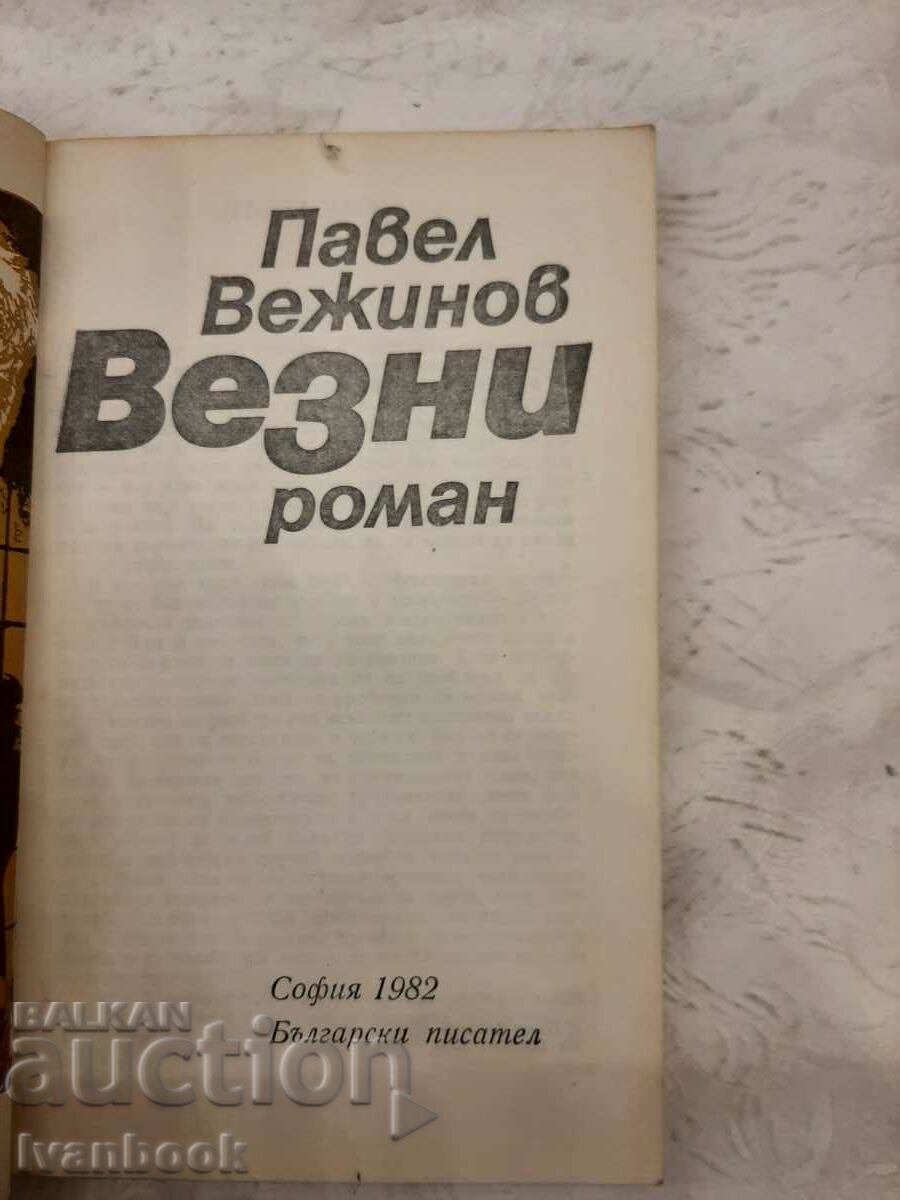 Павел
Вежинов
Везни
роман
София 1982
Български писател
BALKAN
auction
Ivanbook